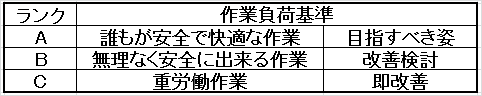 ランク 作業負荷基準
A 誰もが安全で快適な作業 目指すべき姿
B 無理なく安全に出来る作業 改善検討
C 重労働作業 即改善